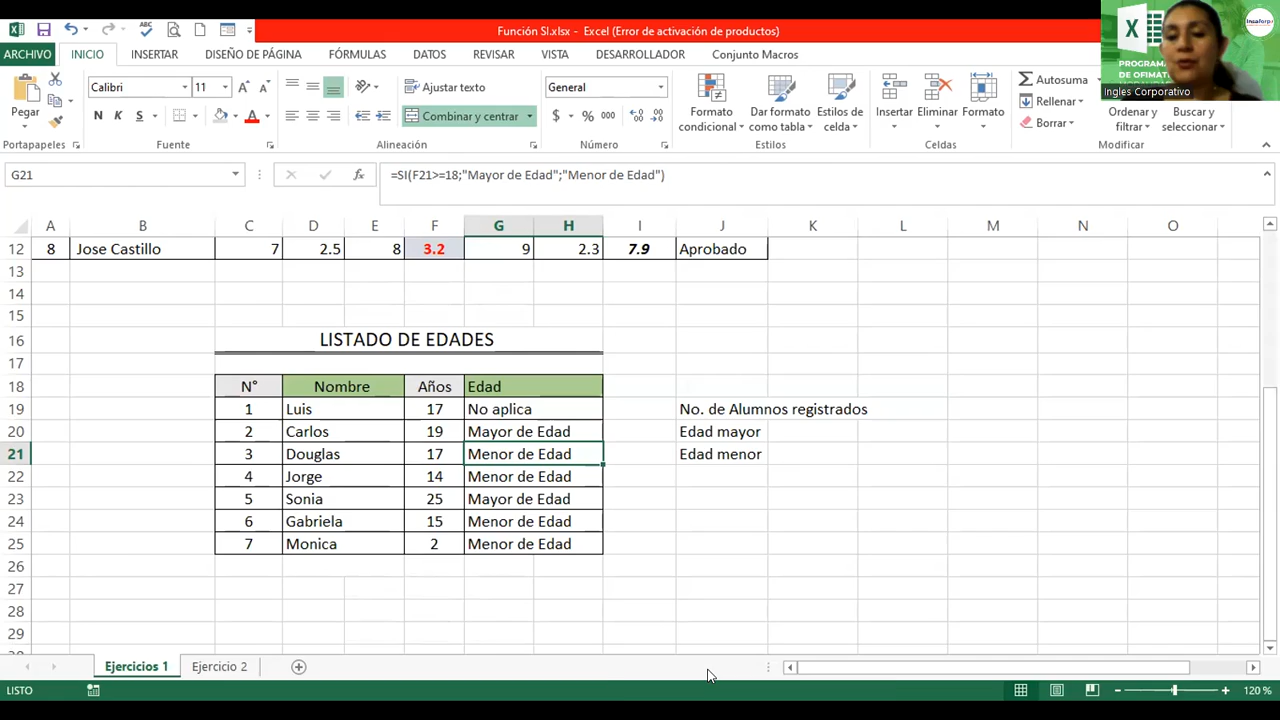 Función SI.xlsx - Excel (Error de activación de productos)
ARCHIVO INICIO INSERTAR DISEÑO DE PÁGINA FÓRMULAS DATOS REVISAR VISTA DESARROLLADOR Conjunto Macros
PROGRAMA
DE OFIMÁT
Ingles Corporativo
Insaforp
Pegar
Calibri 11
N K S
Ajustar texto
Combinar y centrar
General
$ % 000
Formato condicional
Dar formato como tabla
Estilos de celda
Insertar Eliminar Formato
Autosuma
Rellenar
Borrar
Ordenar y filtrar
Buscar y seleccionar
Portapapeles Fuente Alineación Número Estilos Celdas Modificar
G21 fx =SI(F21>=18;"Mayor de Edad";"Menor de Edad")
A B C D E F G H I J K L M N O
12 8 Jose Castillo 7 2.5 8 3.2 9 2.3 7.9 Aprobado
13
14
15
16 LISTADO DE EDADES
17
18 N° Nombre Años Edad
19 1 Luis 17 No aplica No. de Alumnos registrados
20 2 Carlos 19 Mayor de Edad Edad mayor
21 3 Douglas 17 Menor de Edad Edad menor
22 4 Jorge 14 Menor de Edad
23 5 Sonia 25 Mayor de Edad
24 6 Gabriela 15 Menor de Edad
25 7 Monica 2 Menor de Edad
26
27
28
29
Ejercicios 1 Ejercicio 2
LISTO 120 %